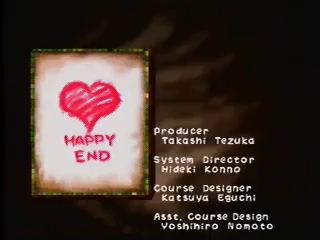 HAPPY
END
Producer
Takashi Tezuka
System Director
Hideki Konno
Course Designer
Katsuya Eguchi
Asst. Course Design
Yoshihiro Nomoto